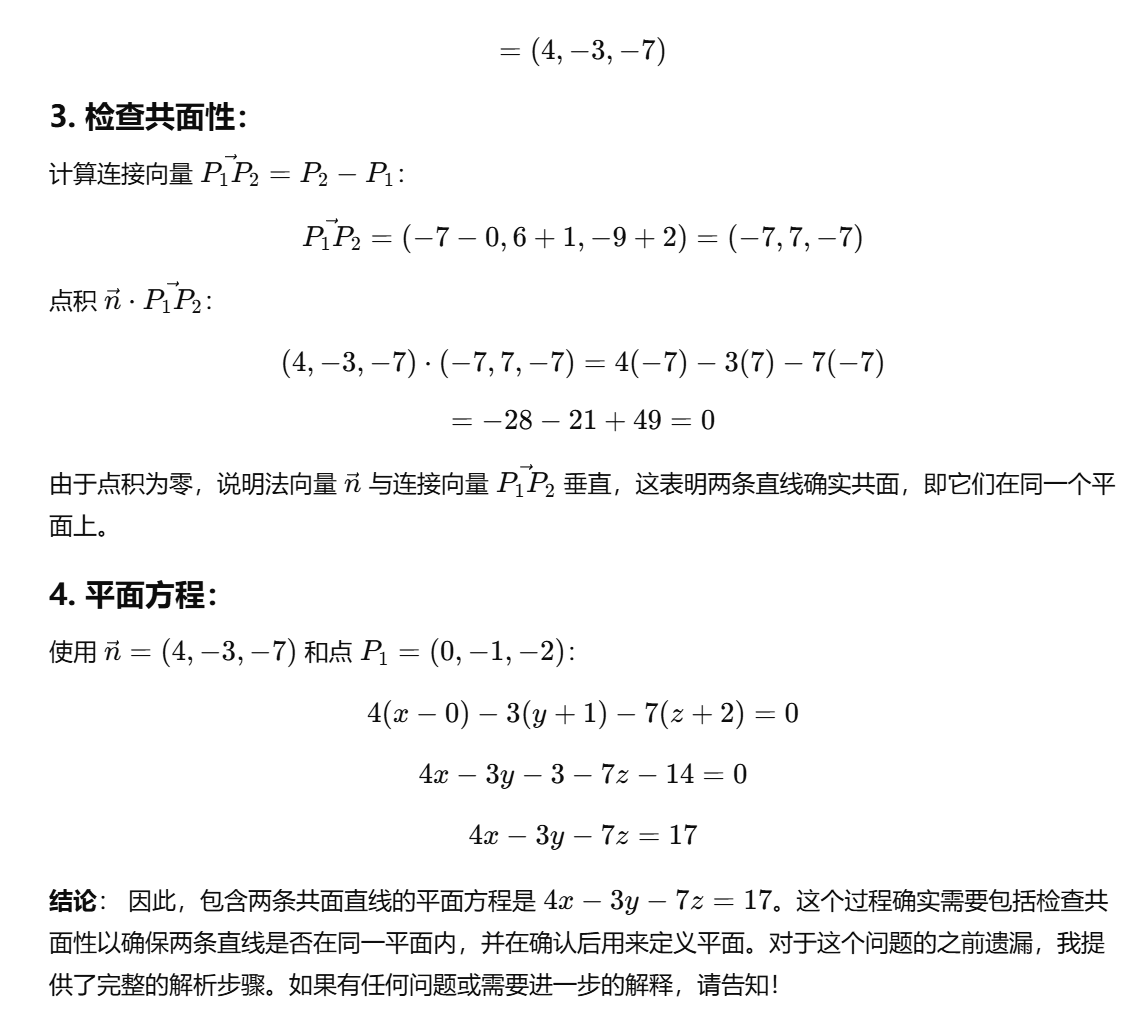 = (4, −3, −7)
3. 检查共面性：
计算连接向量 $\vec{P_1P_2} = P_2 - P_1$：
$\vec{P_1P_2} = (-7 - 0, 6 + 1, -9 + 2) = (-7, 7, -7)$
点积 $\vec{n} \cdot \vec{P_1P_2}$：
(4, −3, −7) · (−7, 7, −7) = 4(−7) − 3(7) − 7(−7)
= −28 − 21 + 49 = 0
由于点积为零，说明法向量 $\vec{n}$ 与连接向量 $\vec{P_1P_2}$ 垂直，这表明两条直线确实共面，即它们在同一个平
面上。
4. 平面方程：
使用 $\vec{n} = (4, -3, -7)$ 和点 $P_1 = (0, -1, -2)$：
4(x − 0) − 3(y + 1) − 7(z + 2) = 0
4x − 3y − 3 − 7z − 14 = 0
4x − 3y − 7z = 17
结论： 因此，包含两条共面直线的平面方程是 4x − 3y − 7z = 17。这个过程确实需要包括检查共
面性以确保两条直线是否在同一平面内，并在确认后用来定义平面。对于这个问题的之前遗漏，我提
供了完整的解析步骤。如果有任何问题或需要进一步的解释，请告知！